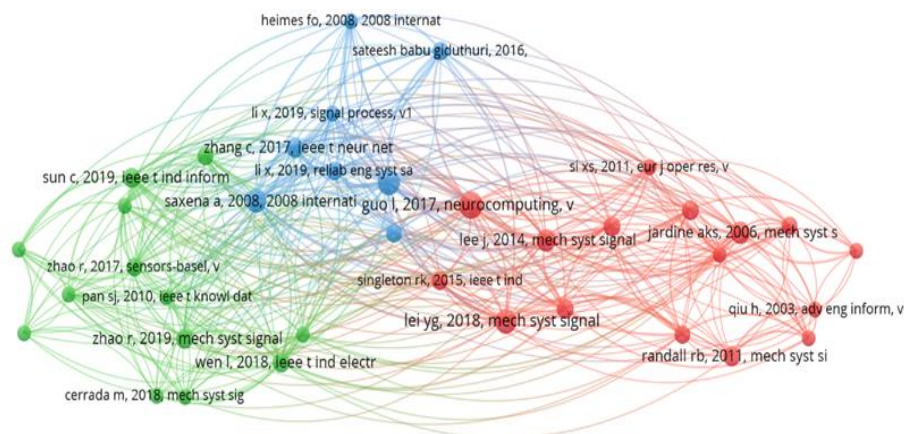 heimes fo, 2008, 2008 internat
sateesh babu giduthuri, 2016,
li x, 2019, signal process, v1
zhang c, 2017, ieee t neur net
li x, 2019, reliab eng syst sa
sun c, 2019, ieee t ind inform
si xs, 2011, eur j oper res, v
saxena a, 2008, 2008 internati
guo l, 2017, neurocomputing, v
lee j, 2014, mech syst signal
jardine aks, 2006, mech syst s
zhao r, 2017, sensors-basel, v
singleton rk, 2015, ieee t ind
pan sj, 2010, ieee t knowl dat
qiu h, 2003, adv eng inform, v
lei yg, 2018, mech syst signal
zhao r, 2019, mech syst signal
randall rb, 2011, mech syst si
wen l, 2018, ieee t ind electr
cerrada m, 2018, mech syst sig